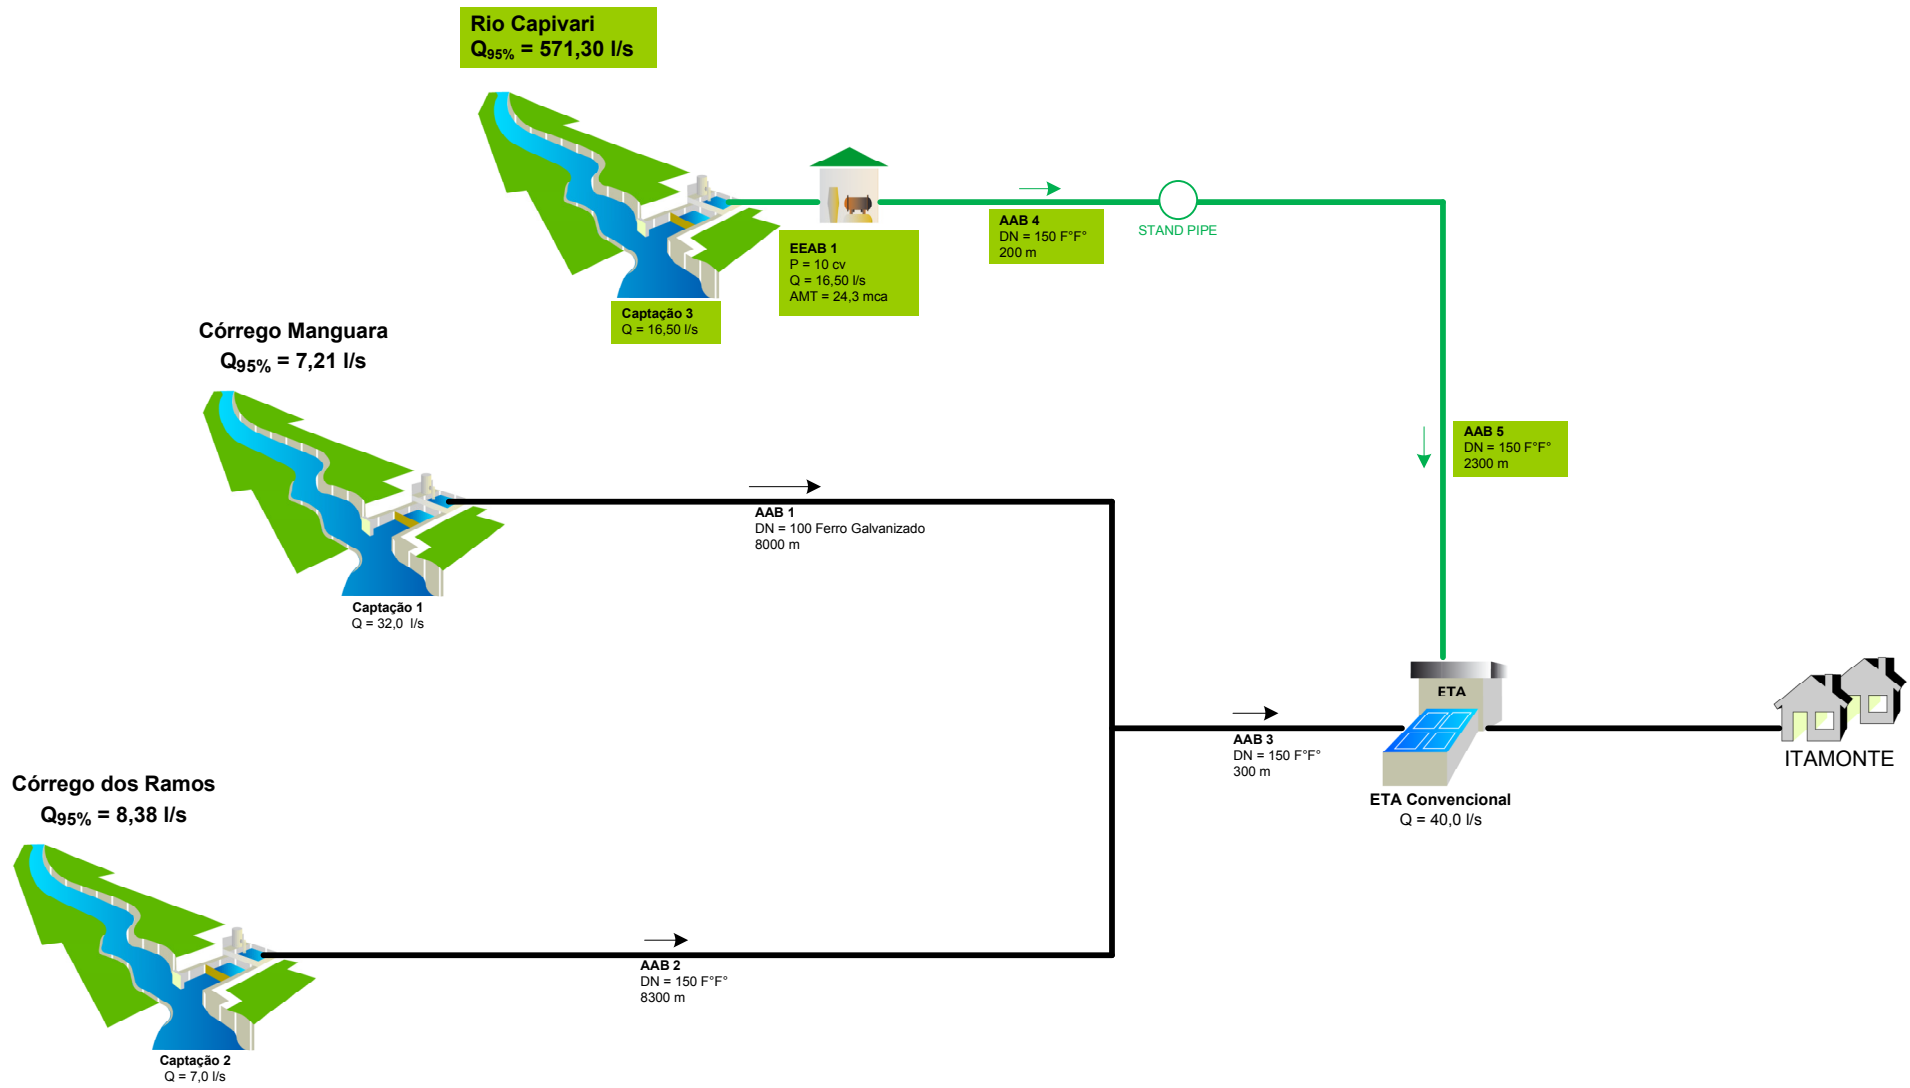 Rio Capivari
Q95% = 571,30 l/s
AAB 4
DN = 150 F°F°
200 m
STAND PIPE
EEAB 1
P = 10 cv
Q = 16,50 l/s
AMT = 24,3 mca
Captação 3
Q = 16,50 l/s
Córrego Manguara
Q95% = 7,21 l/s
AAB 5
DN = 150 F°F°
2300 m
AAB 1
DN = 100 Ferro Galvanizado
8000 m
Captação 1
Q = 32,0 l/s
ETA
AAB 3
DN = 150 F°F°
300 m
ITAMONTE
Córrego dos Ramos
Q95% = 8,38 l/s
ETA Convencional
Q = 40,0 l/s
AAB 2
DN = 150 F°F°
8300 m
Captação 2
Q = 7,0 l/s